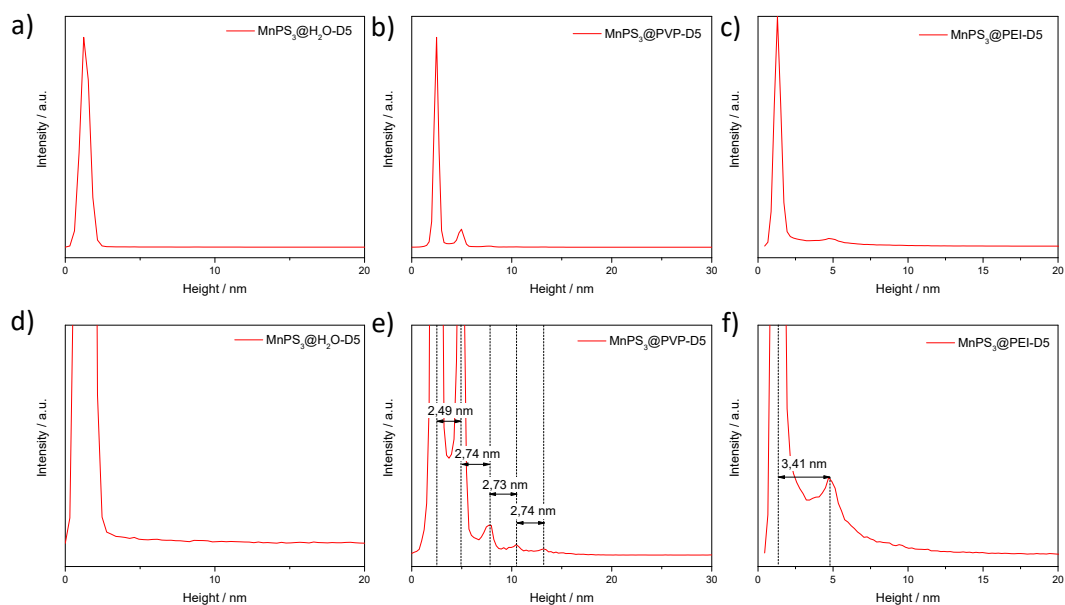 a)
MnPS₃@H₂O-D5
Intensity / a.u.
0 10 20
Height / nm
b)
MnPS₃@PVP-D5
Intensity / a.u.
0 10 20 30
Height / nm
c)
MnPS₃@PEI-D5
Intensity / a.u.
0 5 10 15 20
Height / nm
d)
MnPS₃@H₂O-D5
Intensity / a.u.
0 10 20
Height / nm
e)
MnPS₃@PVP-D5
2,49 nm
2,74 nm
2,73 nm
2,74 nm
Intensity / a.u.
0 10 20 30
Height / nm
f)
MnPS₃@PEI-D5
3,41 nm
Intensity / a.u.
0 5 10 15 20
Height / nm